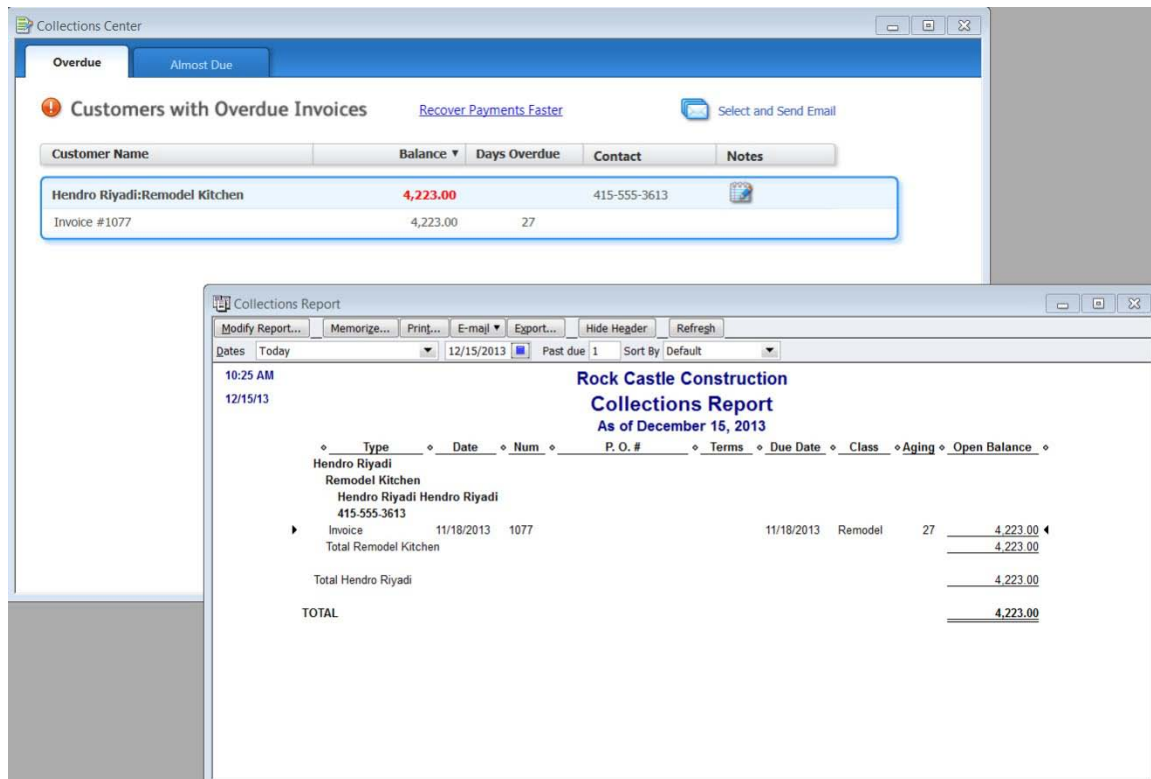 Collections Center
Overdue Almost Due
Customers with Overdue Invoices Recover Payments Faster Select and Send Email
Customer Name Balance ▼ Days Overdue Contact Notes
Hendro Riyadi:Remodel Kitchen 4,223.00 415-555-3613
Invoice #1077 4,223.00 27
Collections Report
Modify Report... Memorize... Print... E-mail ▼ Export... Hide Header Refresh
Dates Today 12/15/2013 Past due 1 Sort By Default
10:25 AM Rock Castle Construction
12/15/13 Collections Report
As of December 15, 2013
Type Date Num P. O. # Terms Due Date Class Aging Open Balance
Hendro Riyadi
Remodel Kitchen
Hendro Riyadi Hendro Riyadi
415-555-3613
Invoice 11/18/2013 1077 11/18/2013 Remodel 27 4,223.00
Total Remodel Kitchen 4,223.00
Total Hendro Riyadi 4,223.00
TOTAL 4,223.00